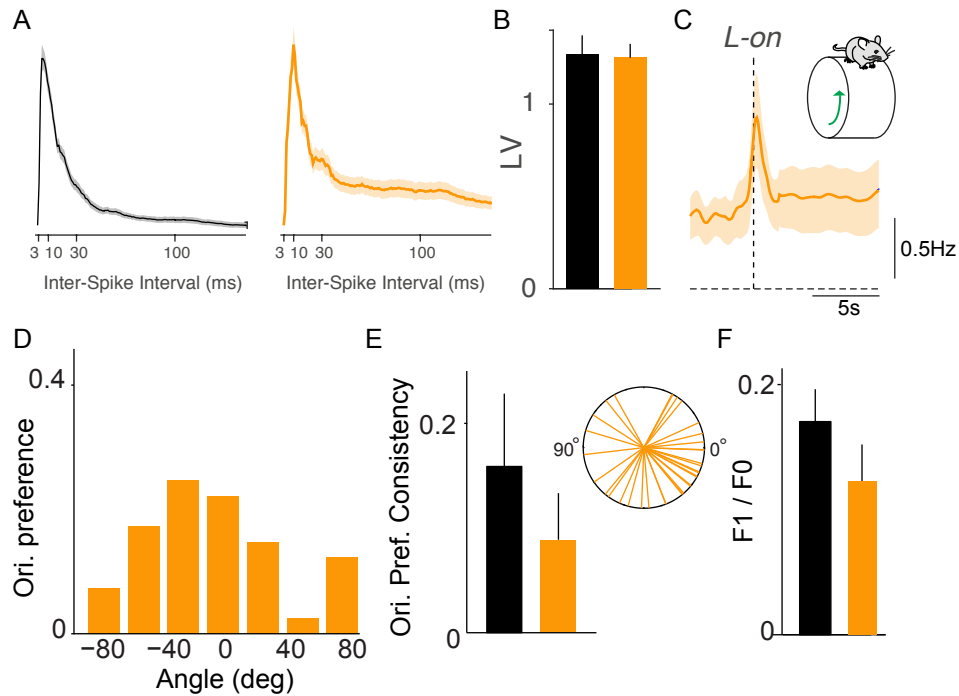 A
3 10 30 100
Inter-Spike Interval (ms)
3 10 30 100
Inter-Spike Interval (ms)
B
LV
1
0
C
L-on
0.5Hz
5s
D
Ori. preference
0.4
0
−80 −40 0 40 80
Angle (deg)
E
Ori. Pref. Consistency
0.2
0
90°
0°
F
F1 / F0
0.2
0